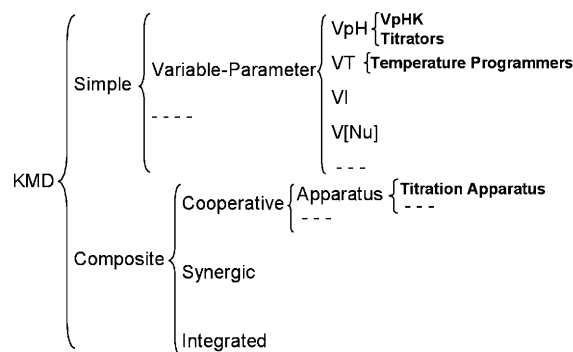 VpH
VpHK
Titrators
Simple
Variable-Parameter
VT
Temperature Programmers
- - - -
VI
V[Nu]
- - -
KMD
Cooperative
Apparatus
Titration Apparatus
- - -
- - -
Composite
Synergic
Integrated